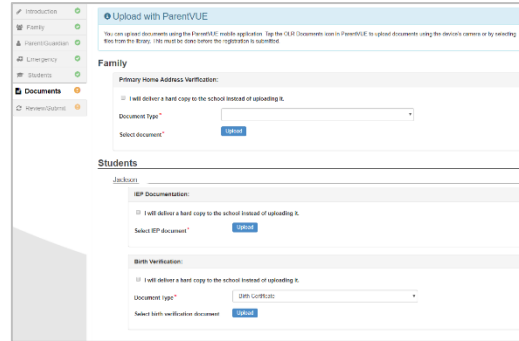 Introduction
Family
Parent/Guardian
Emergency
Students
Documents
Review/Submit
Upload with ParentVUE
You can upload documents using the ParentVUE mobile application. Tap the OLR Documents icon in ParentVUE to upload documents using the device's camera or by selecting
files from the library. This must be done before the registration is submitted.
Family
Primary Home Address Verification:
I will deliver a hard copy to the school instead of uploading it.
Document Type*
Select document* Upload
Students
Jackson
IEP Documentation:
I will deliver a hard copy to the school instead of uploading it.
Select IEP document* Upload
Birth Verification:
I will deliver a hard copy to the school instead of uploading it.
Document Type* Birth Certificate
Select birth verification document Upload